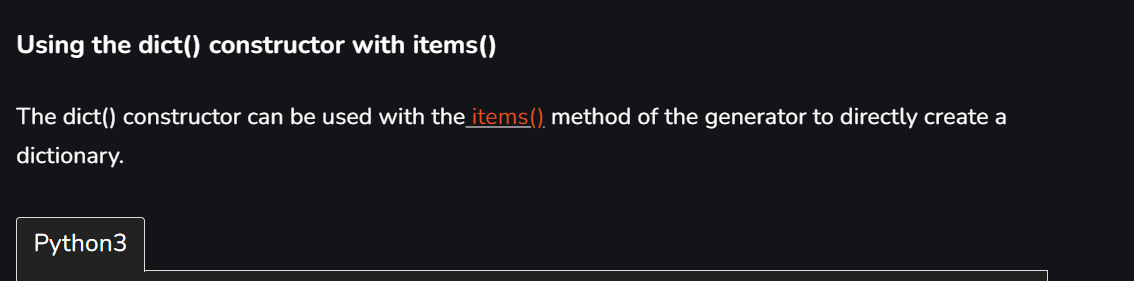 Using the dict() constructor with items()
The dict() constructor can be used with the items() method of the generator to directly create a
dictionary.
Python3